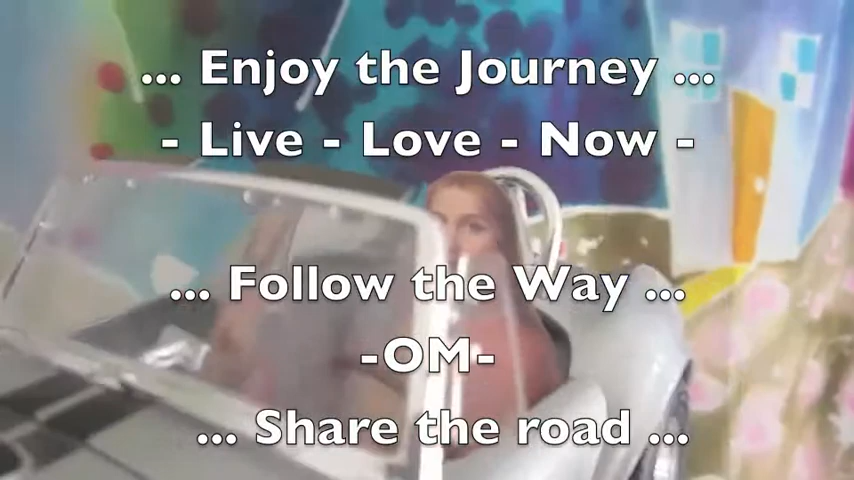 ... Enjoy the Journey ...
- Live - Love - Now -
... Follow the Way ...
-OM-
... Share the road ...